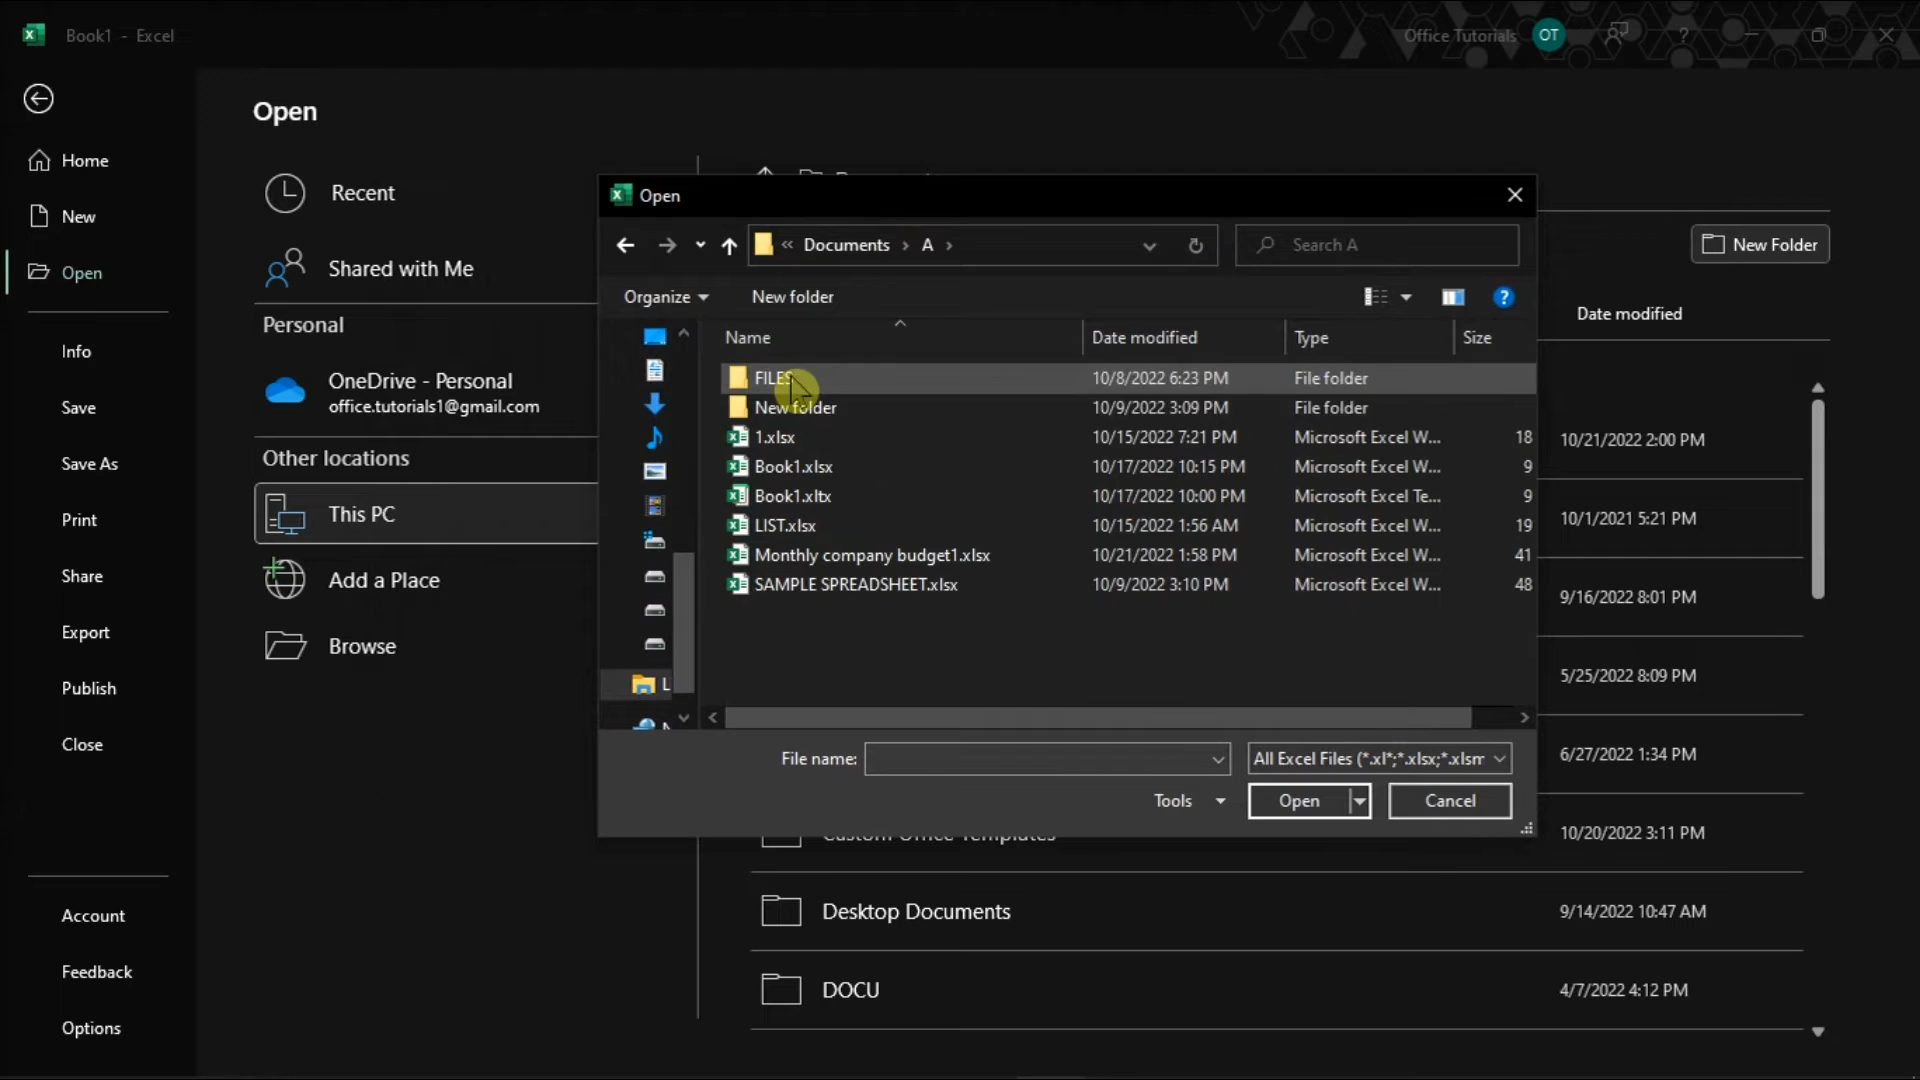 Book1 - Excel
Office Tutorials OT ?
Open
Home
New
Open
Info
Save
Save As
Print
Share
Export
Publish
Close
Account
Feedback
Options
Recent
Shared with Me
Personal
OneDrive - Personal
office.tutorials1@gmail.com
Other locations
This PC
Add a Place
Browse
Open
« Documents › A ›
Search A
Organize New folder
Name Date modified Type Size
FILES 10/8/2022 6:23 PM File folder
New folder 10/9/2022 3:09 PM File folder
1.xlsx 10/15/2022 7:21 PM Microsoft Excel W... 18
Book1.xlsx 10/17/2022 10:15 PM Microsoft Excel W... 9
Book1.xltx 10/17/2022 10:00 PM Microsoft Excel Te... 9
LIST.xlsx 10/15/2022 1:56 AM Microsoft Excel W... 19
Monthly company budget1.xlsx 10/21/2022 1:58 PM Microsoft Excel W... 41
SAMPLE SPREADSHEET.xlsx 10/9/2022 3:10 PM Microsoft Excel W... 48
L
File name: All Excel Files (*.xl*;*.xlsx;*.xlsm
Tools Open Cancel
New Folder
Date modified
10/21/2022 2:00 PM
10/1/2021 5:21 PM
9/16/2022 8:01 PM
5/25/2022 8:09 PM
6/27/2022 1:34 PM
Custom Office Templates 10/20/2022 3:11 PM
Desktop Documents 9/14/2022 10:47 AM
DOCU 4/7/2022 4:12 PM